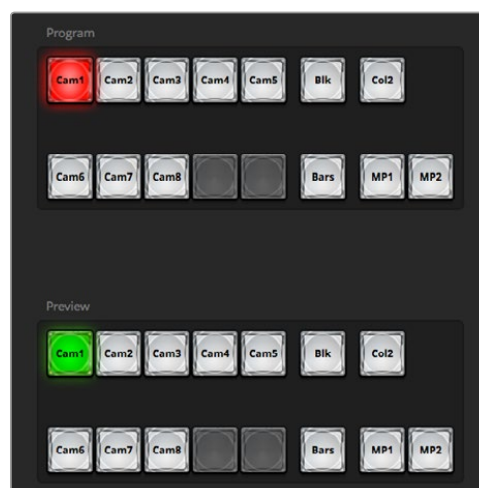 Program
Cam1 Cam2 Cam3 Cam4 Cam5 Blk Col2
Cam6 Cam7 Cam8 Bars MP1 MP2
Preview
Cam1 Cam2 Cam3 Cam4 Cam5 Blk Col2
Cam6 Cam7 Cam8 Bars MP1 MP2